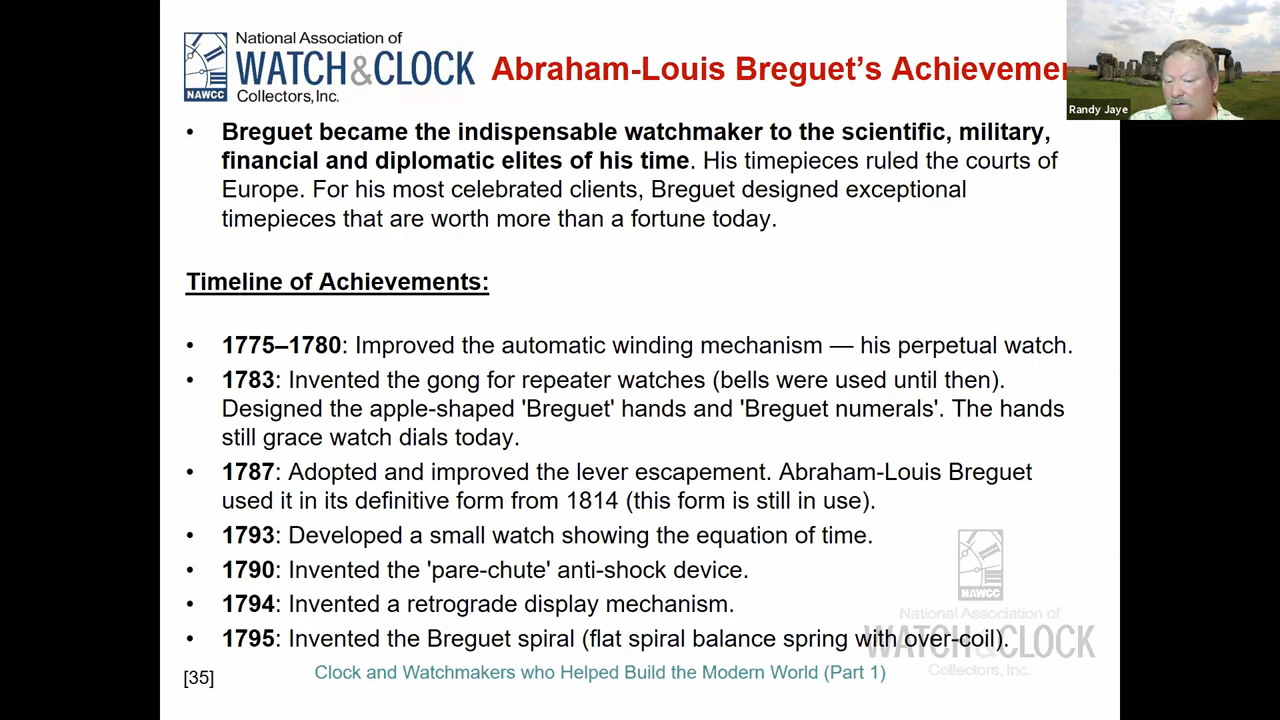 National Association of
WATCH&CLOCK
NAWCC
Collectors, Inc.
Abraham-Louis Breguet's Achievemen
Randy Jaye
• Breguet became the indispensable watchmaker to the scientific, military,
financial and diplomatic elites of his time. His timepieces ruled the courts of
Europe. For his most celebrated clients, Breguet designed exceptional
timepieces that are worth more than a fortune today.
Timeline of Achievements:
• 1775–1780: Improved the automatic winding mechanism — his perpetual watch.
• 1783: Invented the gong for repeater watches (bells were used until then).
Designed the apple-shaped 'Breguet' hands and 'Breguet numerals'. The hands
still grace watch dials today.
• 1787: Adopted and improved the lever escapement. Abraham-Louis Breguet
used it in its definitive form from 1814 (this form is still in use).
• 1793: Developed a small watch showing the equation of time.
• 1790: Invented the 'pare-chute' anti-shock device.
• 1794: Invented a retrograde display mechanism.
• 1795: Invented the Breguet spiral (flat spiral balance spring with over-coil).
NAWCC
National Association of
WATCH&CLOCK
Collectors, Inc.
[35]
Clock and Watchmakers who Helped Build the Modern World (Part 1)